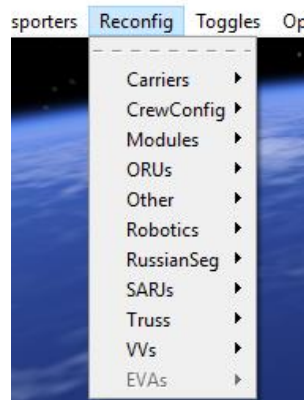 sporters Reconfig Toggles Op
Carriers
CrewConfig
Modules
ORUs
Other
Robotics
RussianSeg
SARJs
Truss
VVs
EVAs